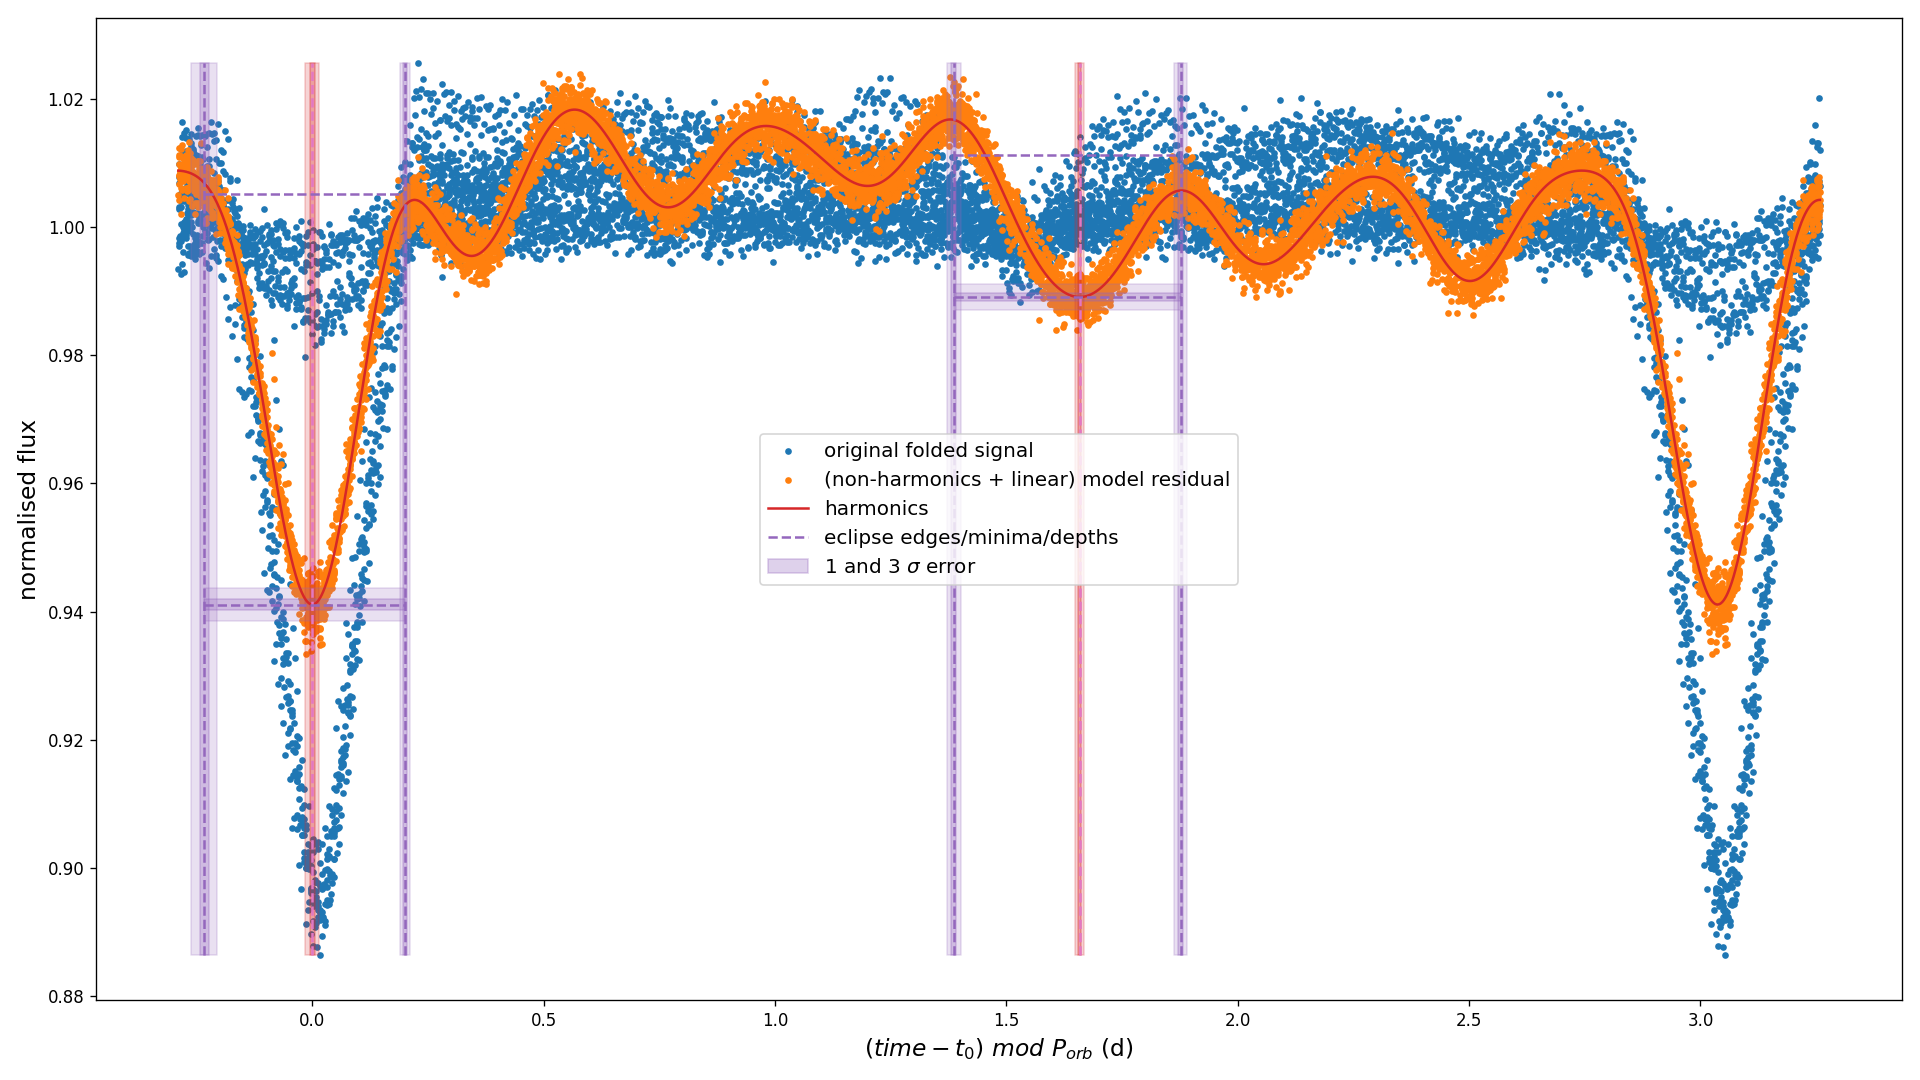 normalised flux
1.02
1.00
0.98
0.96
0.94
0.92
0.90
0.88
original folded signal
(non-harmonics + linear) model residual
harmonics
eclipse edges/minima/depths
1 and 3 σ error
0.0 0.5 1.0 1.5 2.0 2.5 3.0
(time − t₀) mod P_orb (d)